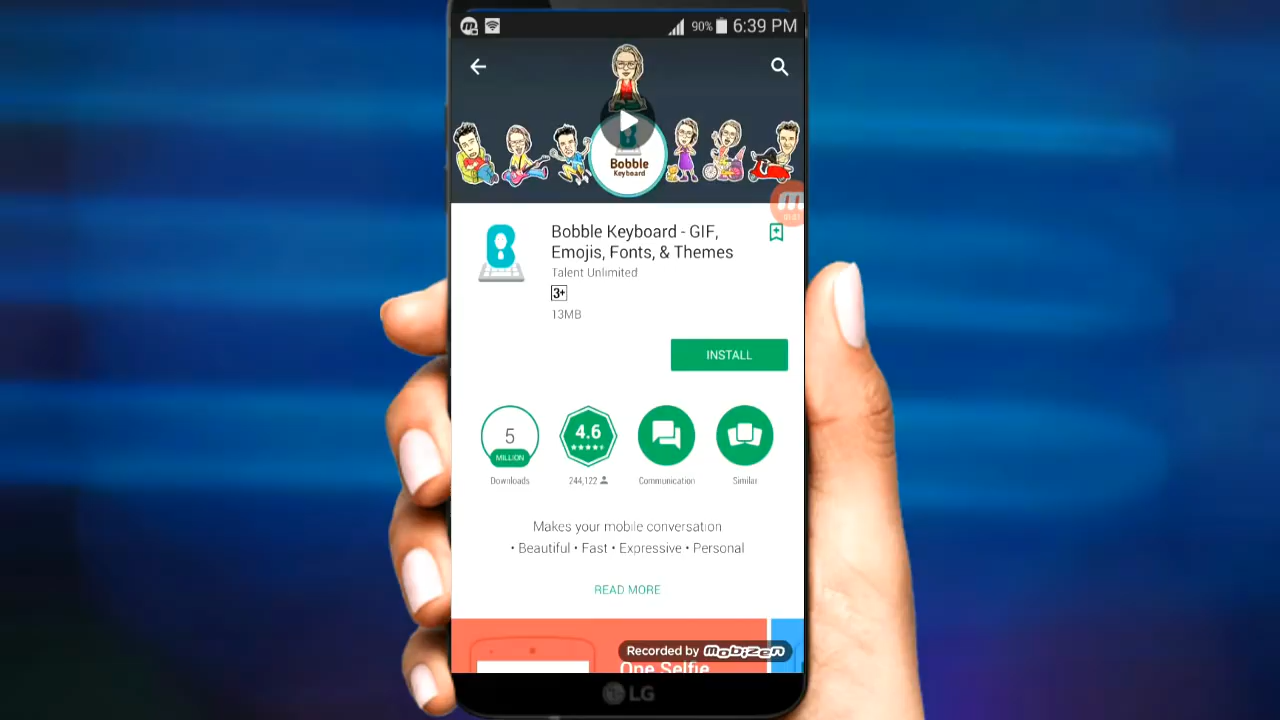 90% 6:39 PM
Bobble
Keyboard
Bobble Keyboard - GIF,
Emojis, Fonts, & Themes
Talent Unlimited
3+
13MB
INSTALL
5
MILLION
4.6
Downloads
244,122
Communication
Similar
Makes your mobile conversation
• Beautiful • Fast • Expressive • Personal
READ MORE
Recorded by Mobizen
One Selfie
LG